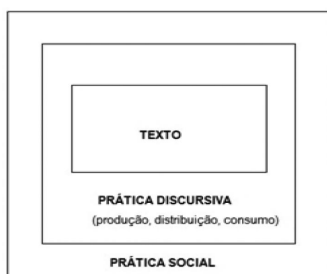 TEXTO
PRÁTICA DISCURSIVA
(produção, distribuição, consumo)
PRÁTICA SOCIAL